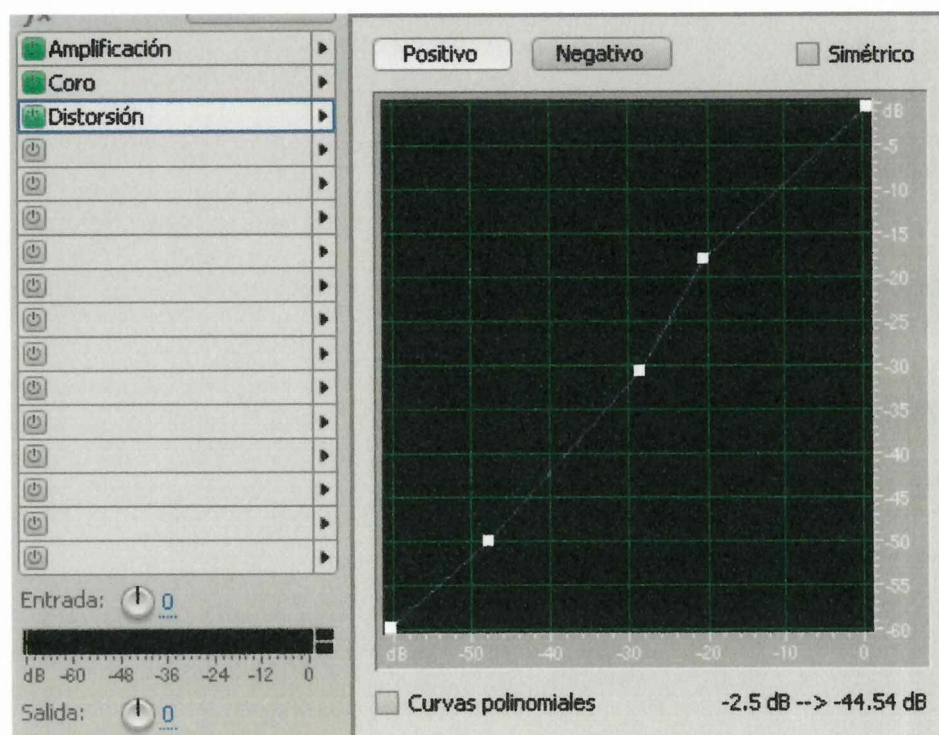 fx
Amplificación
Coro
Distorsión
Entrada: 0
dB -60 -48 -36 -24 -12 0
Salida: 0
Positivo Negativo Simétrico
dB
-5
-10
-15
-20
-25
-30
-35
-40
-45
-50
-55
-60
dB -50 -40 -30 -20 -10 0
Curvas polinomiales -2.5 dB --> -44.54 dB